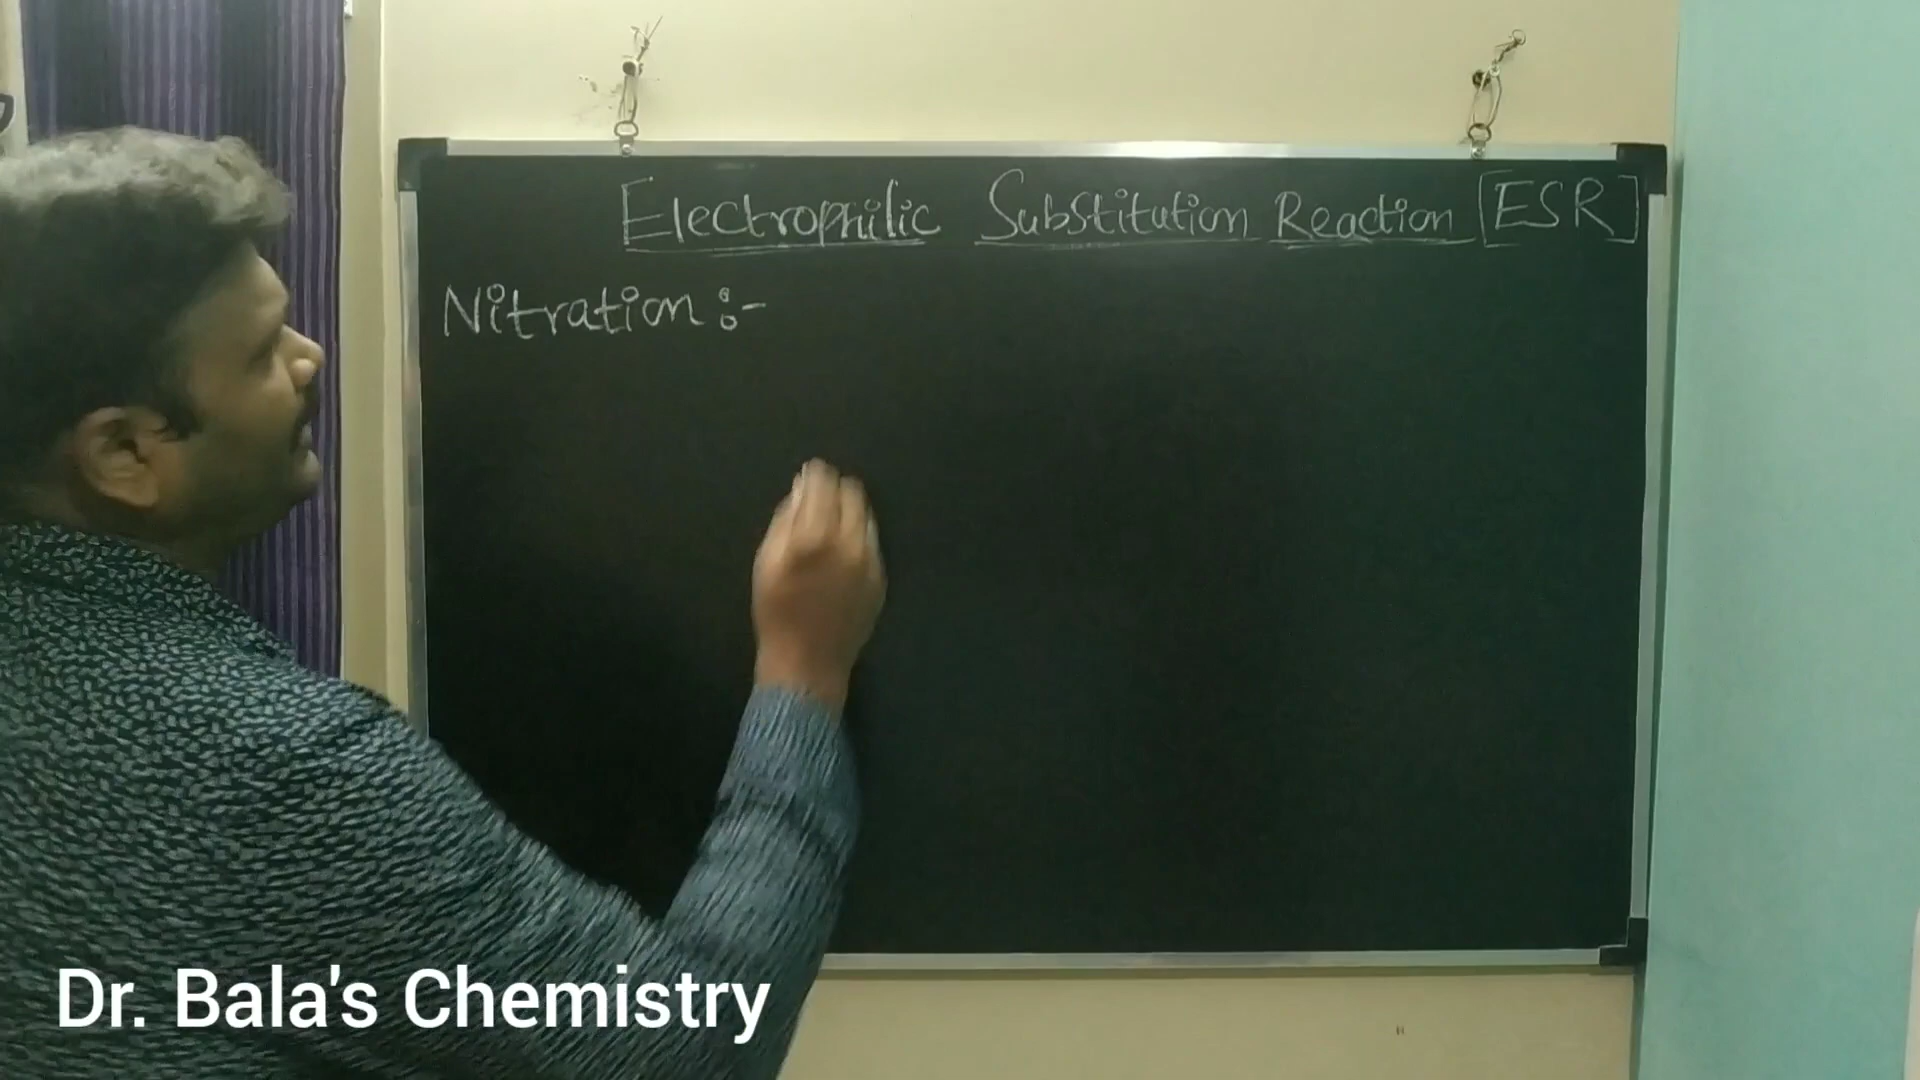 Electrophilic Substitution Reaction [ESR]
Nitration :-
Dr. Bala's Chemistry